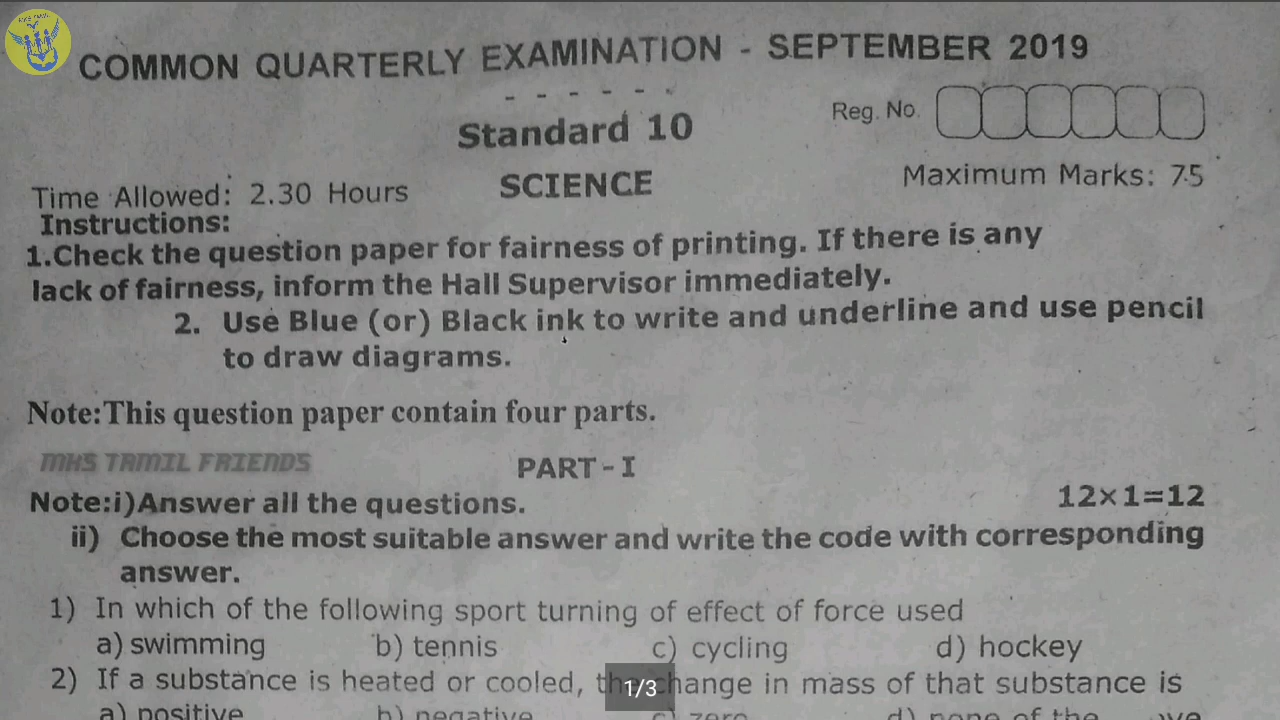 COMMON QUARTERLY EXAMINATION - SEPTEMBER 2019
Standard 10
Reg. No.
Time Allowed: 2.30 Hours
SCIENCE
Maximum Marks: 75
Instructions:
1.Check the question paper for fairness of printing. If there is any
lack of fairness, inform the Hall Supervisor immediately.
2. Use Blue (or) Black ink to write and underline and use pencil
to draw diagrams.
Note:This question paper contain four parts.
MHS TAMIL FRIENDS
PART - I
Note:i)Answer all the questions.
12×1=12
ii) Choose the most suitable answer and write the code with corresponding
answer.
1) In which of the following sport turning of effect of force used
a) swimming b) tennis c) cycling d) hockey
2) If a substance is heated or cooled, the change in mass of that substance is
1/3
a) positive b) negative c) zero d) none of the